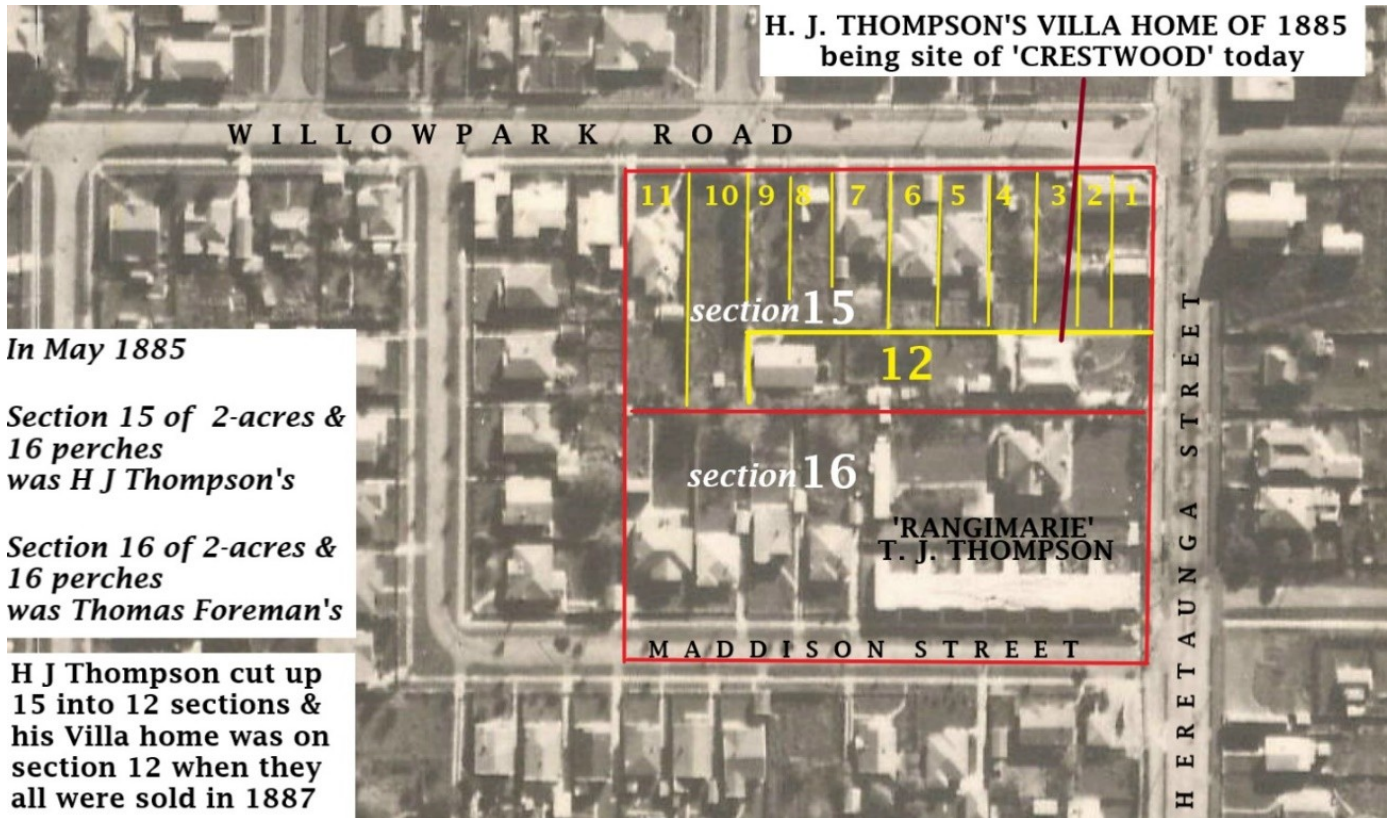 H. J. THOMPSON'S VILLA HOME OF 1885
being site of 'CRESTWOOD' today
WILLOWPARK ROAD
11 10 9 8 7 6 5 4 3 2 1
section 15
12
In May 1885
Section 15 of 2-acres &
16 perches
was H J Thompson's
Section 16 of 2-acres &
16 perches
was Thomas Foreman's
section 16
'RANGIMARIE'
T. J. THOMPSON
MADDISON STREET
HERETAUNGA STREET
H J Thompson cut up
15 into 12 sections &
his Villa home was on
section 12 when they
all were sold in 1887